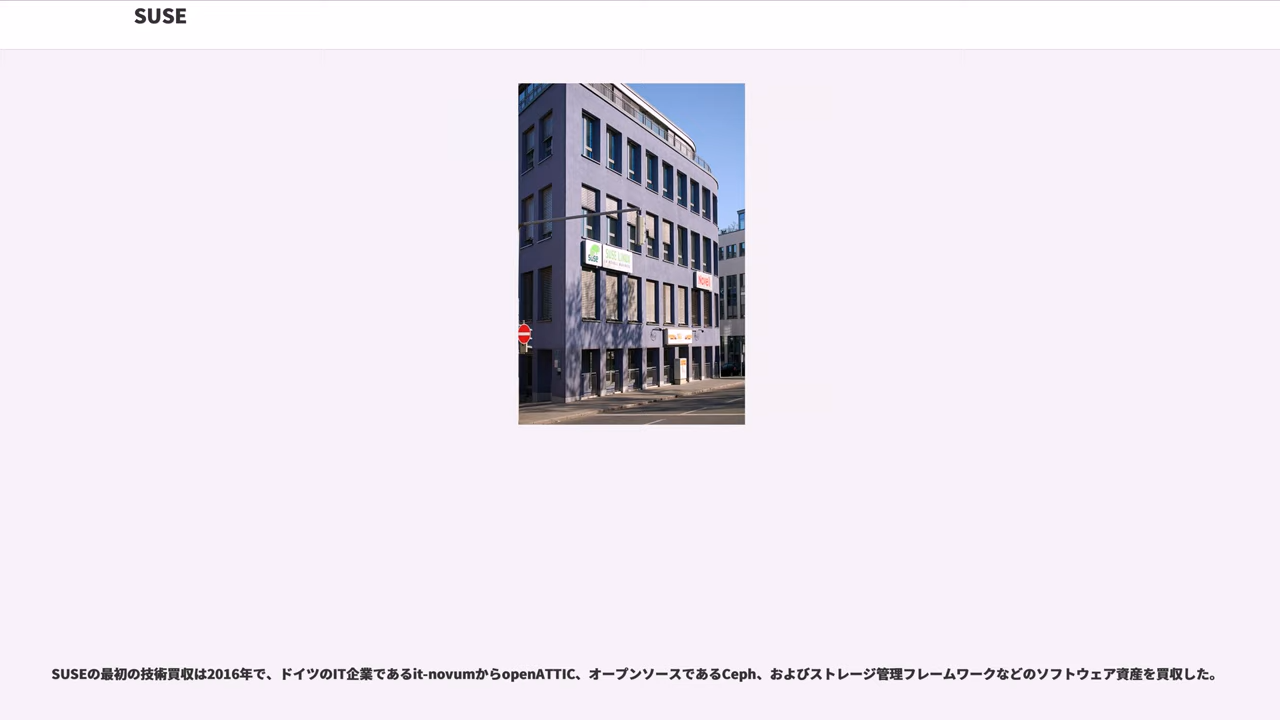 SUSE
SUSE
SUSE LINUX
Novell
SUSEの最初の技術買収は2016年で、ドイツのIT企業であるit-novumからopenATTIC、オープンソースであるCeph、およびストレージ管理フレームワークなどのソフトウェア資産を買収した。